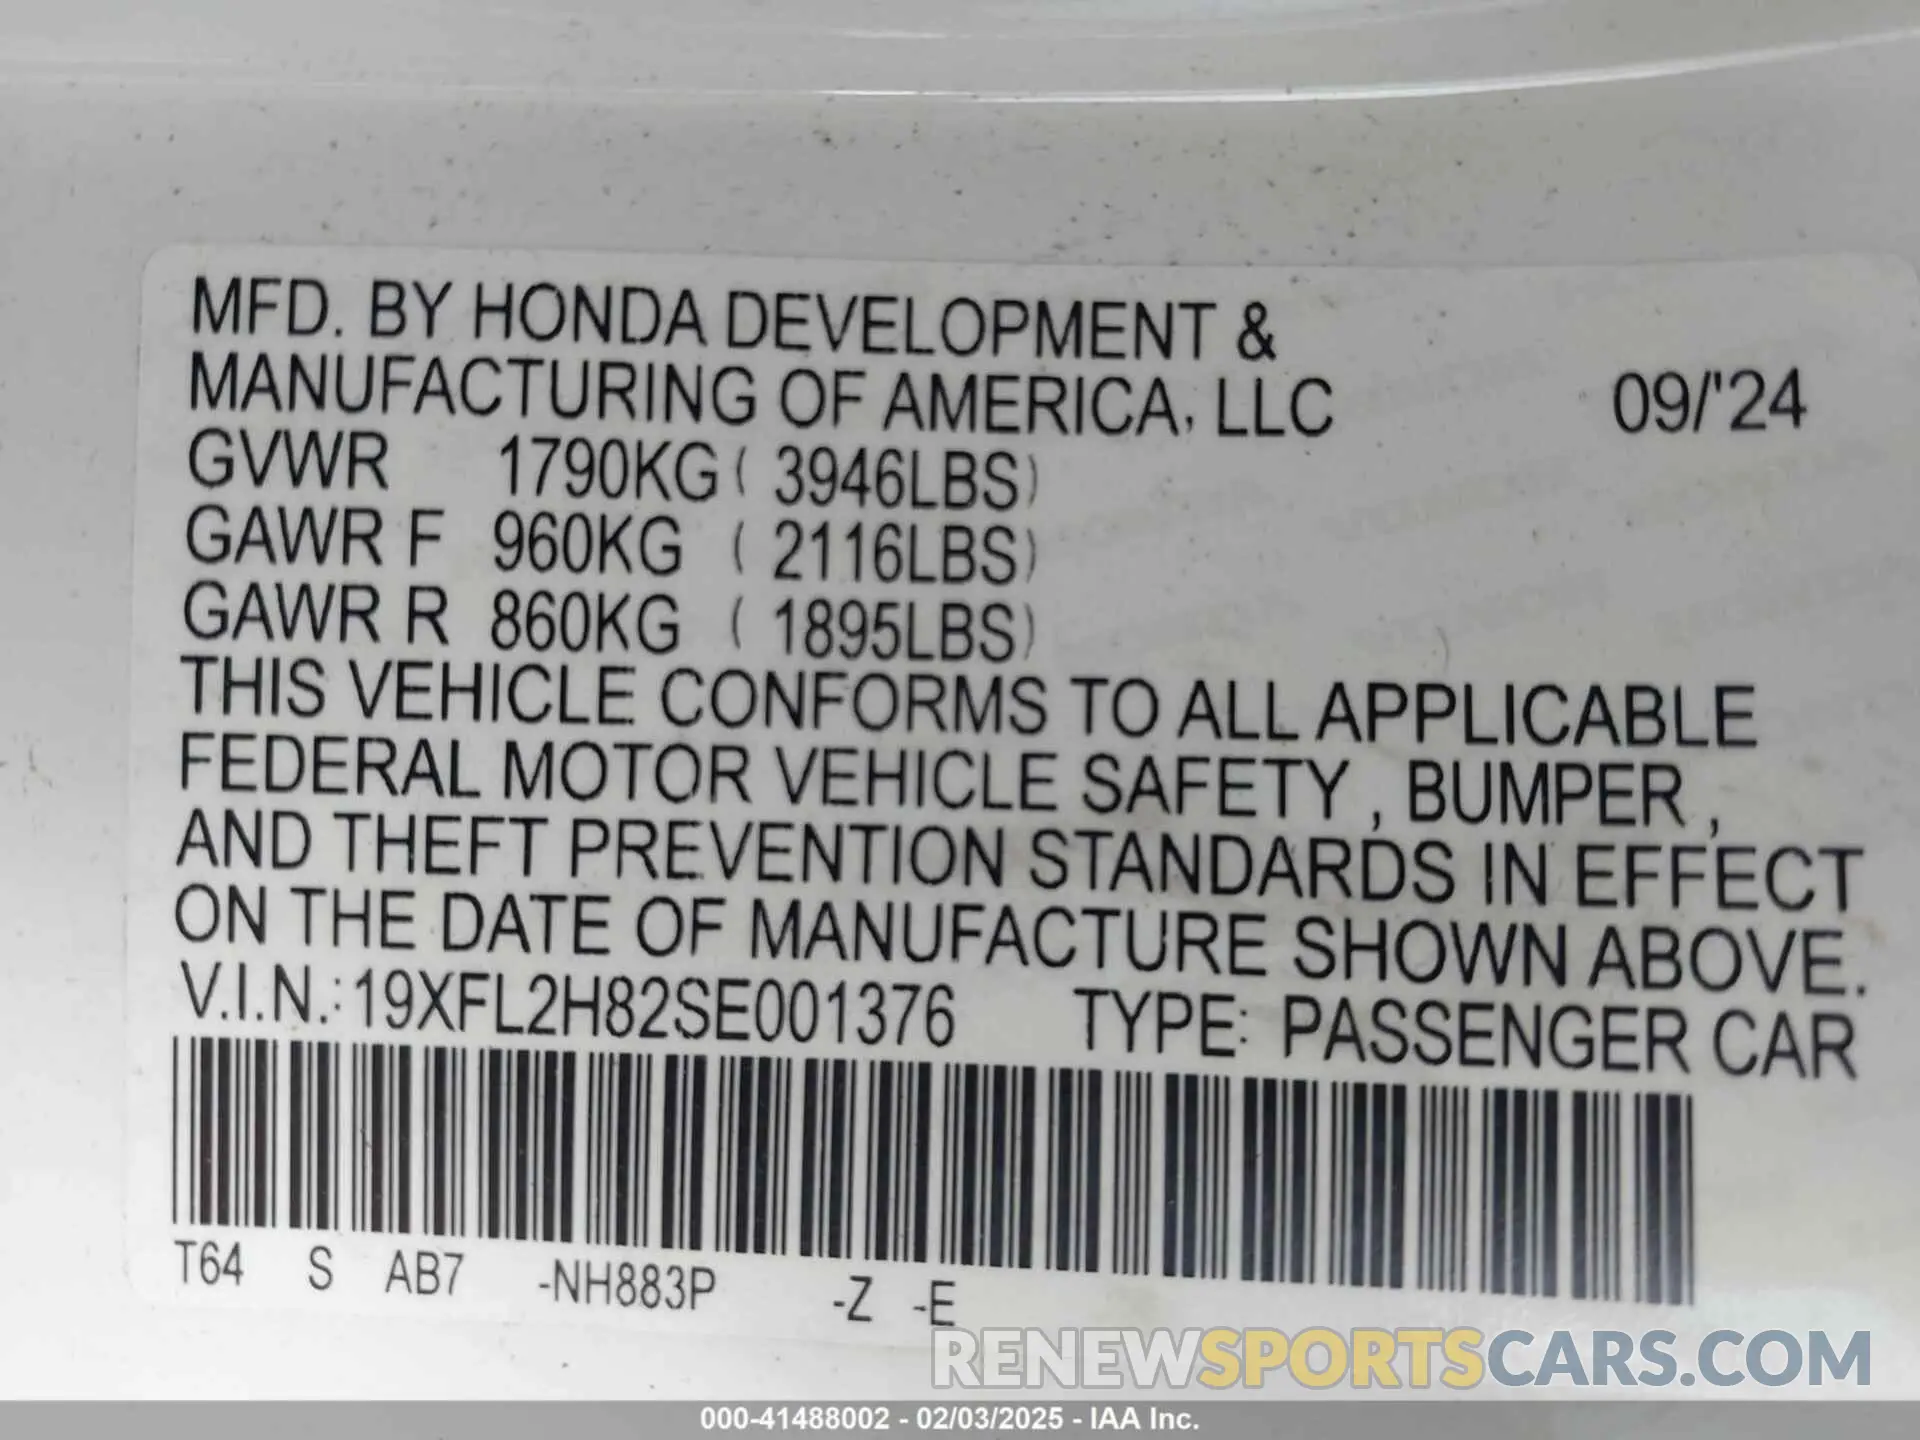 MFD. BY HONDA DEVELOPMENT &
MANUFACTURING OF AMERICA, LLC 09/'24
GVWR 1790KG ( 3946LBS)
GAWR F 960KG ( 2116LBS)
GAWR R 860KG ( 1895LBS)
THIS VEHICLE CONFORMS TO ALL APPLICABLE
FEDERAL MOTOR VEHICLE SAFETY , BUMPER ,
AND THEFT PREVENTION STANDARDS IN EFFECT
ON THE DATE OF MANUFACTURE SHOWN ABOVE.
V.I.N.: 19XFL2H82SE001376 TYPE: PASSENGER CAR
T64 S AB7 -NH883P -Z -E
RENEWSPORTSCARS.COM
000-41488002 - 02/03/2025 - IAA Inc.